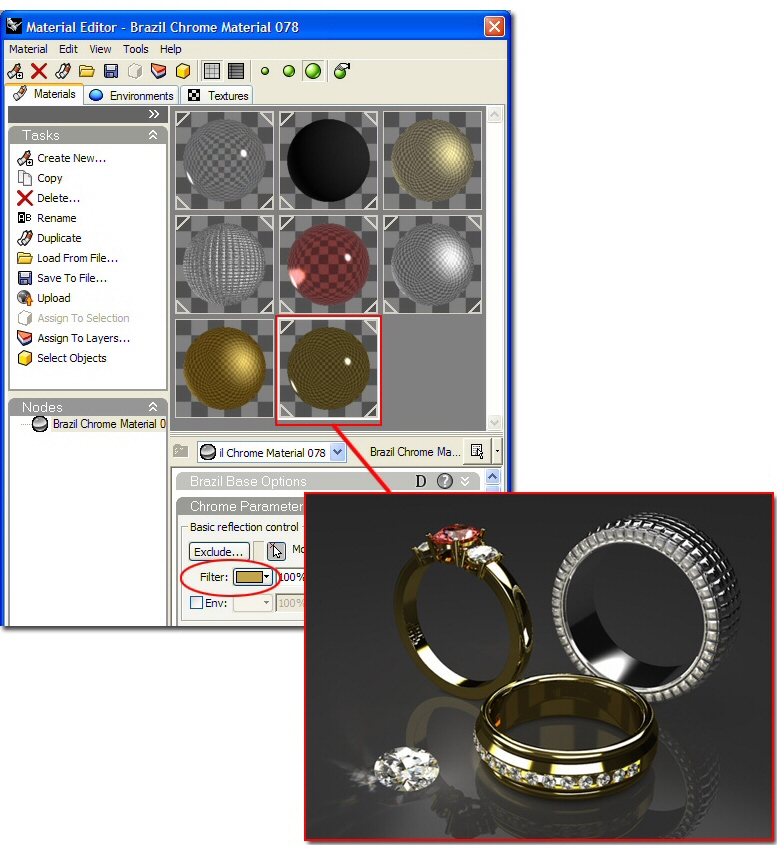 Material Editor - Brazil Chrome Material 078
Material Edit View Tools Help
Materials Environments Textures
Tasks
Create New...
Copy
Delete...
Rename
Duplicate
Load From File...
Save To File...
Upload
Assign To Selection
Assign To Layers...
Select Objects
Nodes
Brazil Chrome Material 0
il Chrome Material 078 Brazil Chrome Ma...
Brazil Base Options D ?
Chrome Parameter
Basic reflection control
Exclude... Mo
Filter: 100%
Env: 100%